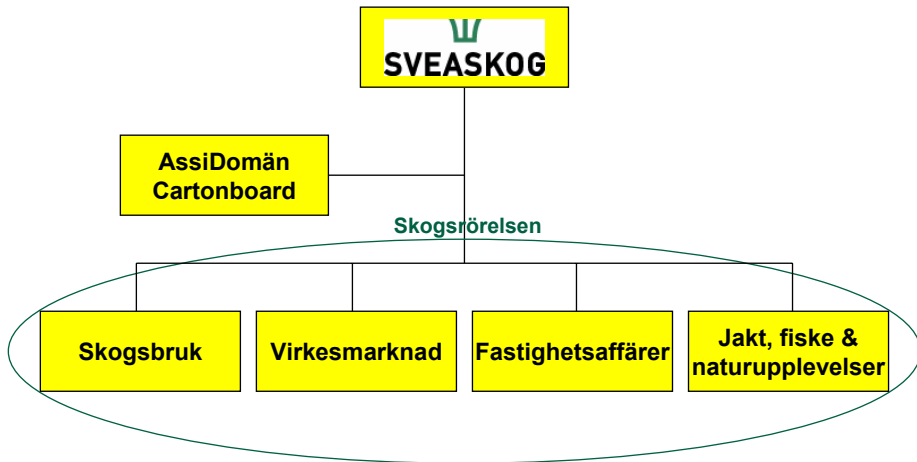 SVEASKOG
AssiDomän
Cartonboard
Skogsrörelsen
Skogsbruk
Virkesmarknad
Fastighetsaffärer
Jakt, fiske &
naturupplevelser